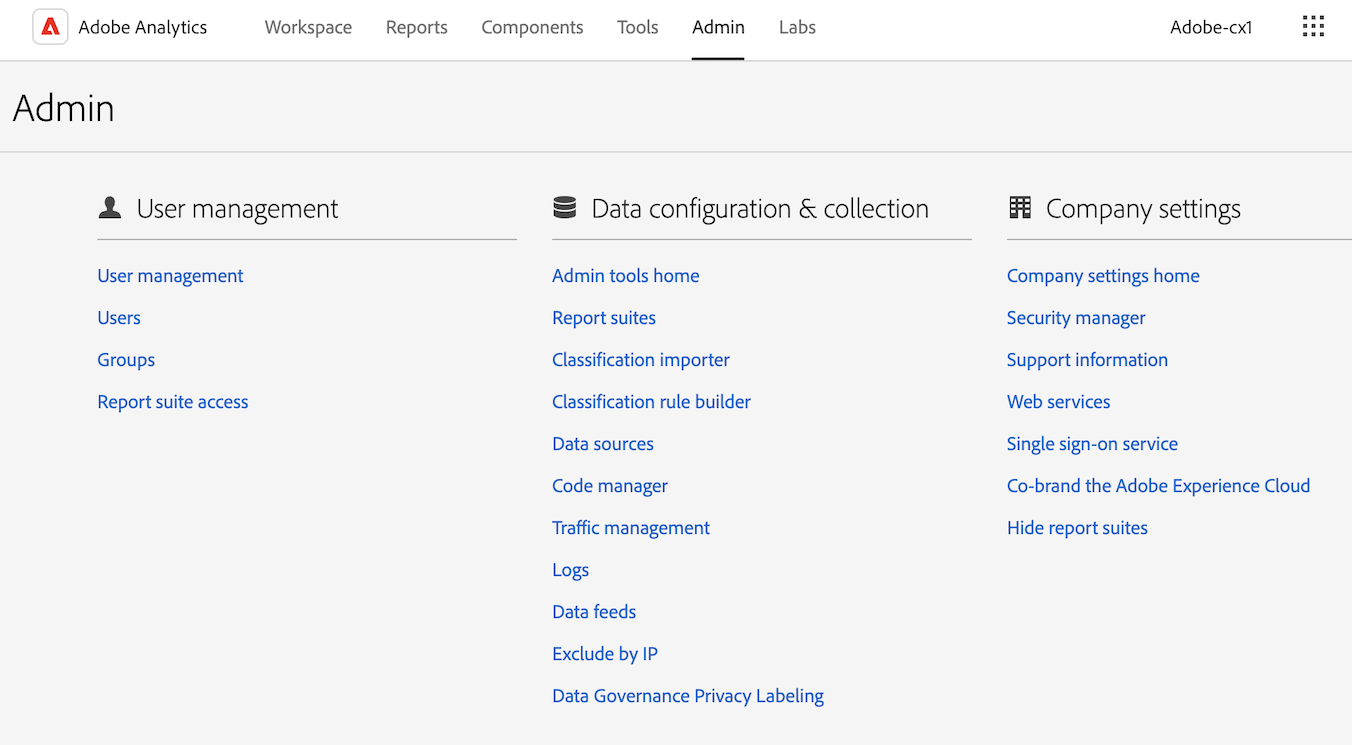 Adobe Analytics Workspace Reports Components Tools Admin Labs Adobe-cx1
Admin
User management
User management
Users
Groups
Report suite access
Data configuration & collection
Admin tools home
Report suites
Classification importer
Classification rule builder
Data sources
Code manager
Traffic management
Logs
Data feeds
Exclude by IP
Data Governance Privacy Labeling
Company settings
Company settings home
Security manager
Support information
Web services
Single sign-on service
Co-brand the Adobe Experience Cloud
Hide report suites